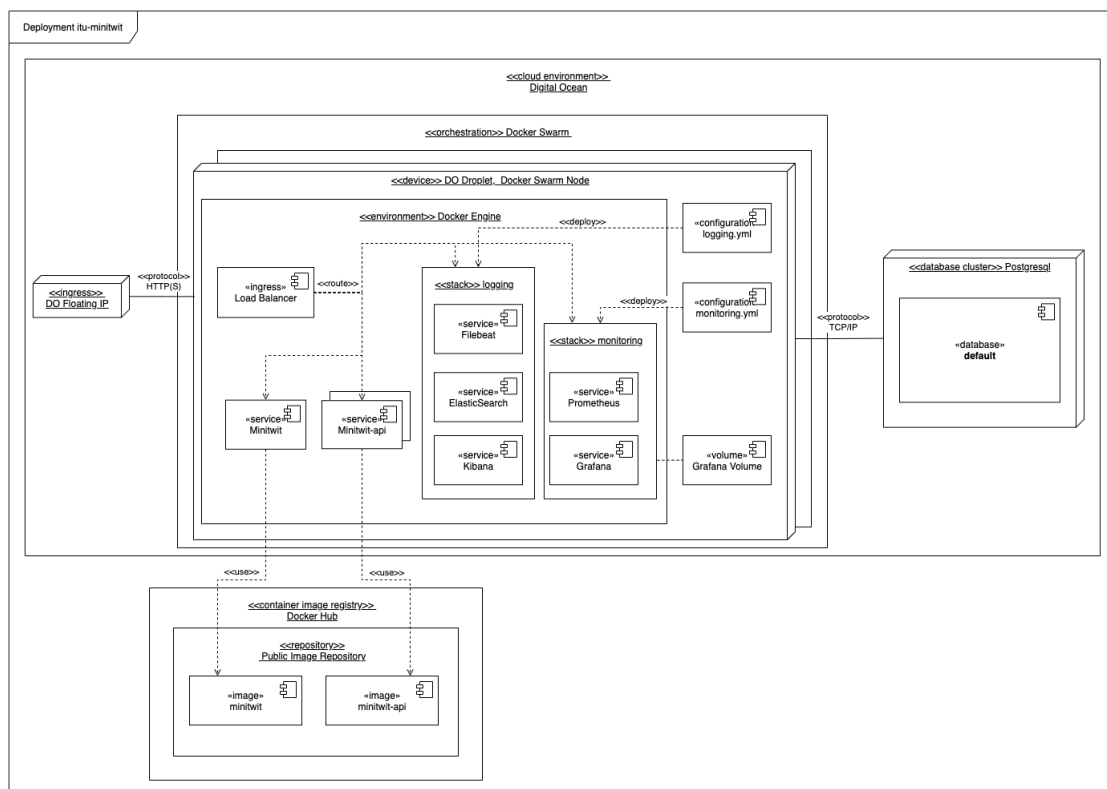 Deployment itu-minitwit
<<cloud environment>>
Digital Ocean
<<orchestration>> Docker Swarm
<<device>> DO Droplet, Docker Swarm Node
<<environment>> Docker Engine
<<deploy>>
«configuration»
logging.yml
<<protocol>>
HTTP(S)
<<ingress>>
DO Floating IP
«ingress»
Load Balancer
<<route>>
<<stack>> logging
«service»
Filebeat
«service»
ElasticSearch
«service»
Kibana
<<deploy>>
«configuration»
monitoring.yml
<<stack>> monitoring
«service»
Prometheus
«service»
Grafana
«volume»
Grafana Volume
«service»
Minitwit
«service»
Minitwit-api
<<protocol>>
TCP/IP
<<database cluster>> Postgresql
«database»
default
<<use>>
<<use>>
<<container image registry>>
Docker Hub
<<repository>>
Public Image Repository
«image»
minitwit
«image»
minitwit-api